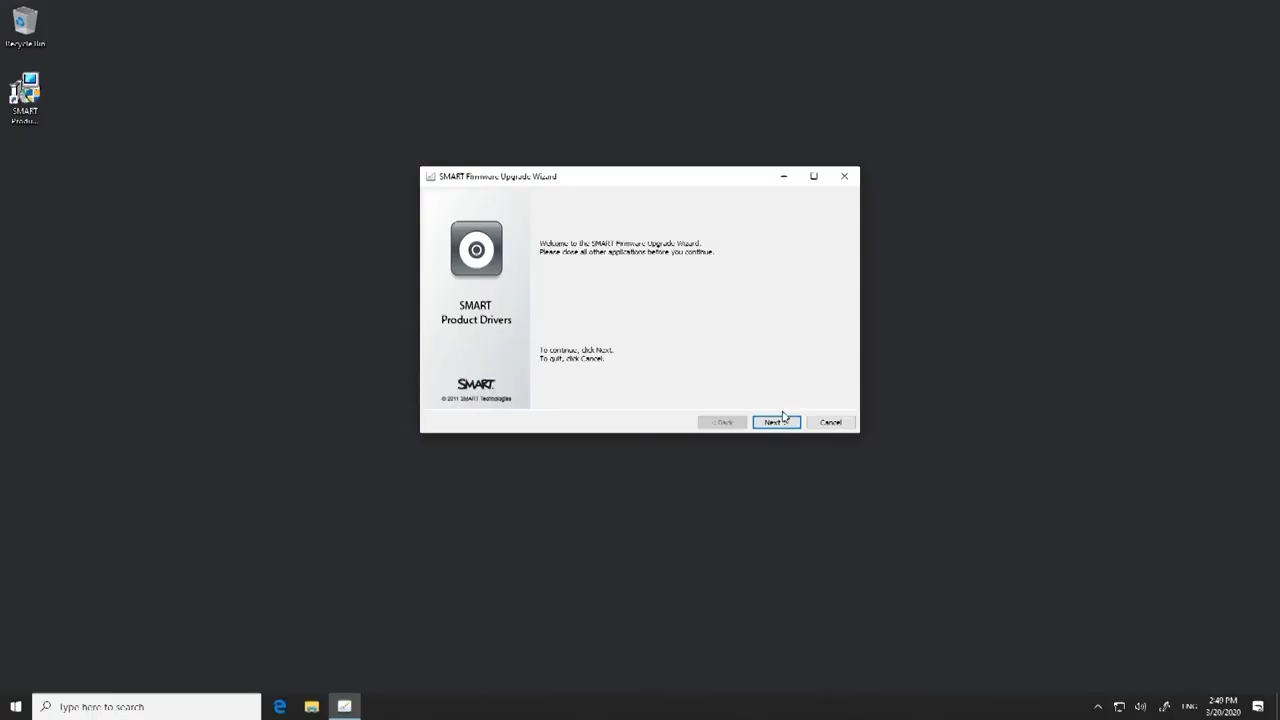 Recycle Bin
SMART
Produ...
SMART Firmware Upgrade Wizard
Welcome to the SMART Firmware Upgrade Wizard.
Please close all other applications before you continue.
SMART
Product Drivers
To continue, click Next.
To quit, click Cancel.
SMART
© 2011 SMART Technologies
< Back
Next >
Cancel
Type here to search
ENG
2:49 PM
3/20/2020